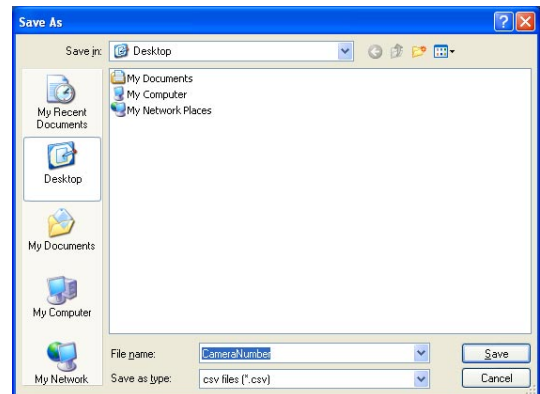 Save As
Save in: Desktop
My Recent
Documents
Desktop
My Documents
My Computer
My Network
My Documents
My Computer
My Network Places
File name: CameraNumber
Save as type: csv files (*.csv)
Save
Cancel